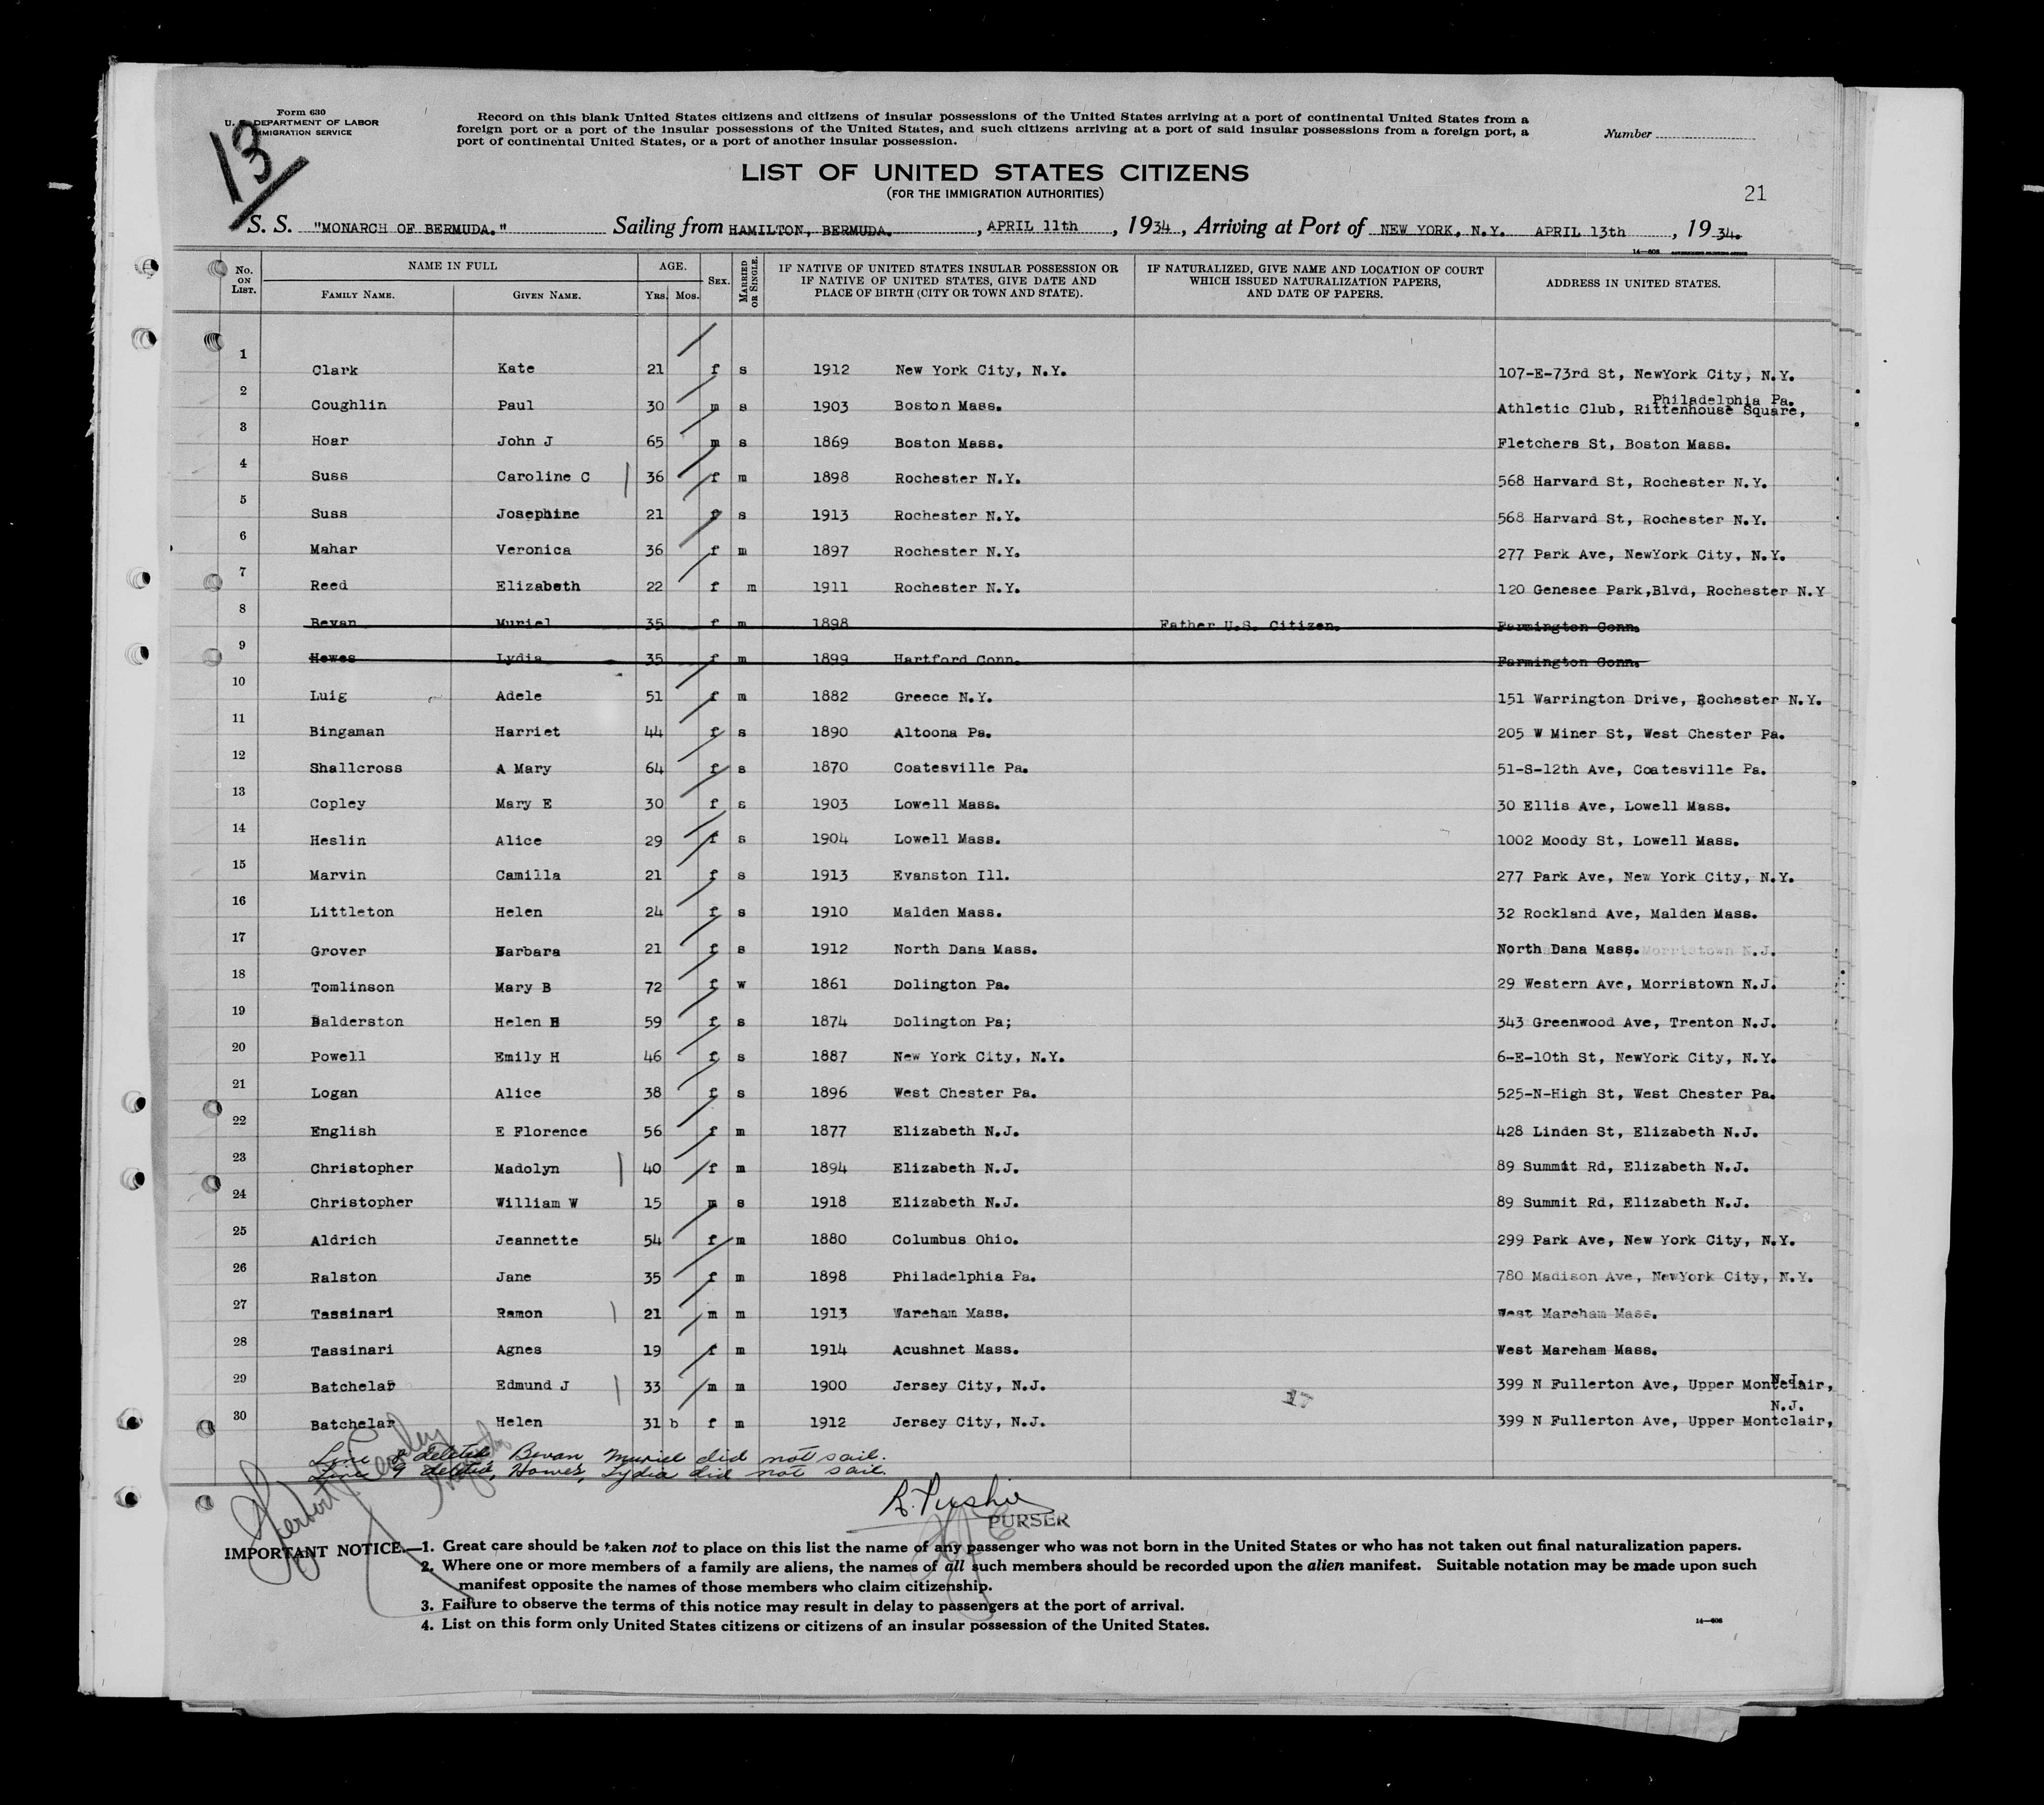 Form 630
U. S. DEPARTMENT OF LABOR
IMMIGRATION SERVICE
13
Record on this blank United States citizens and citizens of insular possessions of the United States arriving at a port of continental United States from a
foreign port or a port of the insular possessions of the United States, and such citizens arriving at a port of said insular possessions from a foreign port, a
port of continental United States, or a port of another insular possession.
Number
LIST OF UNITED STATES CITIZENS
(FOR THE IMMIGRATION AUTHORITIES)
21
S. S. "MONARCH OF BERMUDA." Sailing from HAMILTON, BERMUDA. , APRIL 11th , 1934, Arriving at Port of NEW YORK, N.Y. APRIL 13th , 1934.
14—608 GOVERNMENT PRINTING OFFICE
No. ON LIST. NAME IN FULL FAMILY NAME. GIVEN NAME. AGE. Yrs. Mos. SEX. MARRIED OR SINGLE. IF NATIVE OF UNITED STATES INSULAR POSSESSION OR IF NATIVE OF UNITED STATES, GIVE DATE AND PLACE OF BIRTH (CITY OR TOWN AND STATE). IF NATURALIZED, GIVE NAME AND LOCATION OF COURT WHICH ISSUED NATURALIZATION PAPERS, AND DATE OF PAPERS. ADDRESS IN UNITED STATES.
1 Clark Kate 21 f s 1912 New York City, N.Y. 107-E-73rd St, NewYork City, N.Y.
2 Coughlin Paul 30 m s 1903 Boston Mass. Athletic Club, Rittenhouse Square, Philadelphia Pa.
3 Hoar John J 65 m s 1869 Boston Mass. Fletchers St, Boston Mass.
4 Suss Caroline C 36 f m 1898 Rochester N.Y. 568 Harvard St, Rochester N.Y.
5 Suss Josephine 21 f s 1913 Rochester N.Y. 568 Harvard St, Rochester N.Y.
6 Mahar Veronica 36 f m 1897 Rochester N.Y. 277 Park Ave, NewYork City, N.Y.
7 Reed Elizabeth 22 f m 1911 Rochester N.Y. 120 Genesee Park,Blvd, Rochester N.Y
8 Bevan Muriel 35 f m 1898 Father U.S. Citizen. Farmington Conn.
9 Howes Lydia 35 f m 1899 Hartford Conn. Farmington Conn.
10 Luig Adele 51 f m 1882 Greece N.Y. 151 Warrington Drive, Rochester N.Y.
11 Bingaman Harriet 44 f s 1890 Altoona Pa. 205 W Miner St, West Chester Pa.
12 Shallcross A Mary 64 f s 1870 Coatesville Pa. 51-S-12th Ave, Coatesville Pa.
13 Copley Mary E 30 f s 1903 Lowell Mass. 30 Ellis Ave, Lowell Mass.
14 Heslin Alice 29 f s 1904 Lowell Mass. 1002 Moody St, Lowell Mass.
15 Marvin Camilla 21 f s 1913 Evanston Ill. 277 Park Ave, New York City, N.Y.
16 Littleton Helen 24 f s 1910 Malden Mass. 32 Rockland Ave, Malden Mass.
17 Grover Barbara 21 f s 1912 North Dana Mass. North Dana Mass. Morristown N.J.
18 Tomlinson Mary B 72 f w 1861 Dolington Pa. 29 Western Ave, Morristown N.J.
19 Balderston Helen H 59 f s 1874 Dolington Pa; 343 Greenwood Ave, Trenton N.J.
20 Powell Emily H 46 f s 1887 New York City, N.Y. 6-E-10th St, NewYork City, N.Y.
21 Logan Alice 38 f s 1896 West Chester Pa. 525-N-High St, West Chester Pa.
22 English E Florence 56 f m 1877 Elizabeth N.J. 428 Linden St, Elizabeth N.J.
23 Christopher Madolyn 40 f m 1894 Elizabeth N.J. 89 Summit Rd, Elizabeth N.J.
24 Christopher William W 15 m s 1918 Elizabeth N.J. 89 Summit Rd, Elizabeth N.J.
25 Aldrich Jeannette 54 f m 1880 Columbus Ohio. 299 Park Ave, New York City, N.Y.
26 Ralston Jane 35 f m 1898 Philadelphia Pa. 780 Madison Ave, NewYork City, N.Y.
27 Tassinari Ramon 21 m m 1913 Wareham Mass. West Mareham Mass.
28 Tassinari Agnes 19 f m 1914 Acushnet Mass. West Mareham Mass.
29 Batchelar Edmund J 33 m m 1900 Jersey City, N.J. 399 N Fullerton Ave, Upper Montclair, N.J.
30 Batchelar Helen 31 b f m 1912 Jersey City, N.J. 399 N Fullerton Ave, Upper Montclair, N.J.
17
Line 8 deleted Bevan Muriel did not sail.
Line 9 deleted, Howes, Lydia did not sail.
PURSER
IMPORTANT NOTICE.—1. Great care should be taken not to place on this list the name of any passenger who was not born in the United States or who has not taken out final naturalization papers.
2. Where one or more members of a family are aliens, the names of all such members should be recorded upon the alien manifest. Suitable notation may be made upon such
manifest opposite the names of those members who claim citizenship.
3. Failure to observe the terms of this notice may result in delay to passengers at the port of arrival.
4. List on this form only United States citizens or citizens of an insular possession of the United States.
14—608